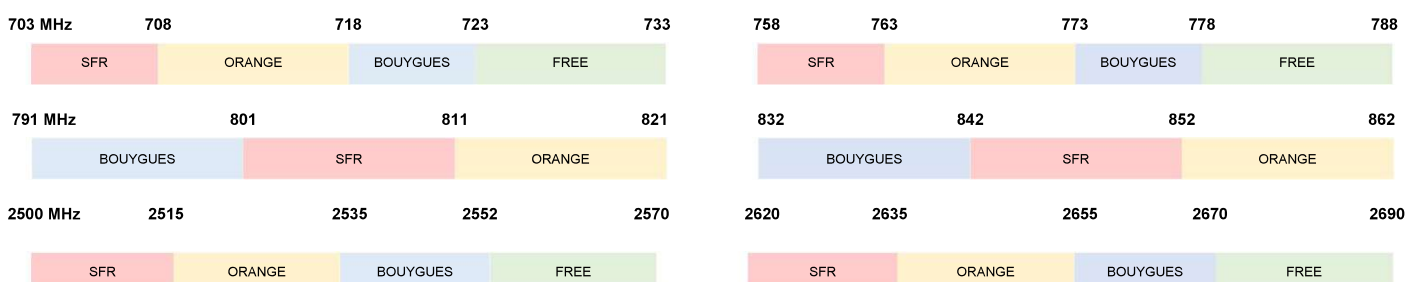 703 MHz 708 718 723 733 758 763 773 778 788
SFR ORANGE BOUYGUES FREE SFR ORANGE BOUYGUES FREE
791 MHz 801 811 821 832 842 852 862
BOUYGUES SFR ORANGE BOUYGUES SFR ORANGE
2500 MHz 2515 2535 2552 2570 2620 2635 2655 2670 2690
SFR ORANGE BOUYGUES FREE SFR ORANGE BOUYGUES FREE